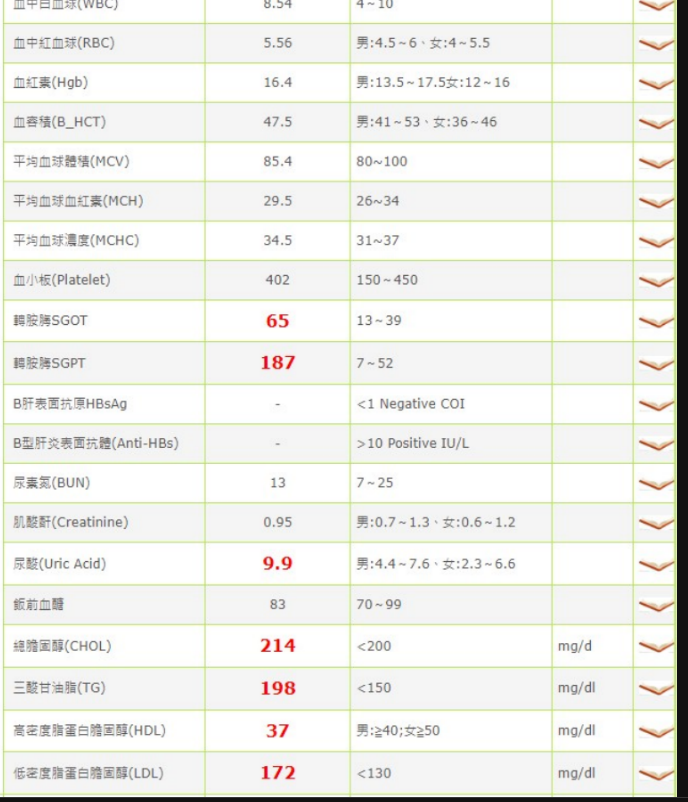 血中白血球(WBC) 8.54 4~10
血中紅血球(RBC) 5.56 男:4.5~6、女:4~5.5
血紅素(Hgb) 16.4 男:13.5~17.5女:12~16
血容積(B_HCT) 47.5 男:41~53、女:36~46
平均血球體積(MCV) 85.4 80~100
平均血球血紅素(MCH) 29.5 26~34
平均血球濃度(MCHC) 34.5 31~37
血小板(Platelet) 402 150~450
轉胺脢SGOT 65 13~39
轉胺脢SGPT 187 7~52
B肝表面抗原HBsAg - <1 Negative COI
B型肝炎表面抗體(Anti-HBs) - >10 Positive IU/L
尿素氮(BUN) 13 7~25
肌酸酐(Creatinine) 0.95 男:0.7~1.3、女:0.6~1.2
尿酸(Uric Acid) 9.9 男:4.4~7.6、女:2.3~6.6
飯前血糖 83 70~99
總膽固醇(CHOL) 214 <200 mg/d
三酸甘油脂(TG) 198 <150 mg/dl
高密度脂蛋白膽固醇(HDL) 37 男:≧40;女≧50 mg/dl
低密度脂蛋白膽固醇(LDL) 172 <130 mg/dl